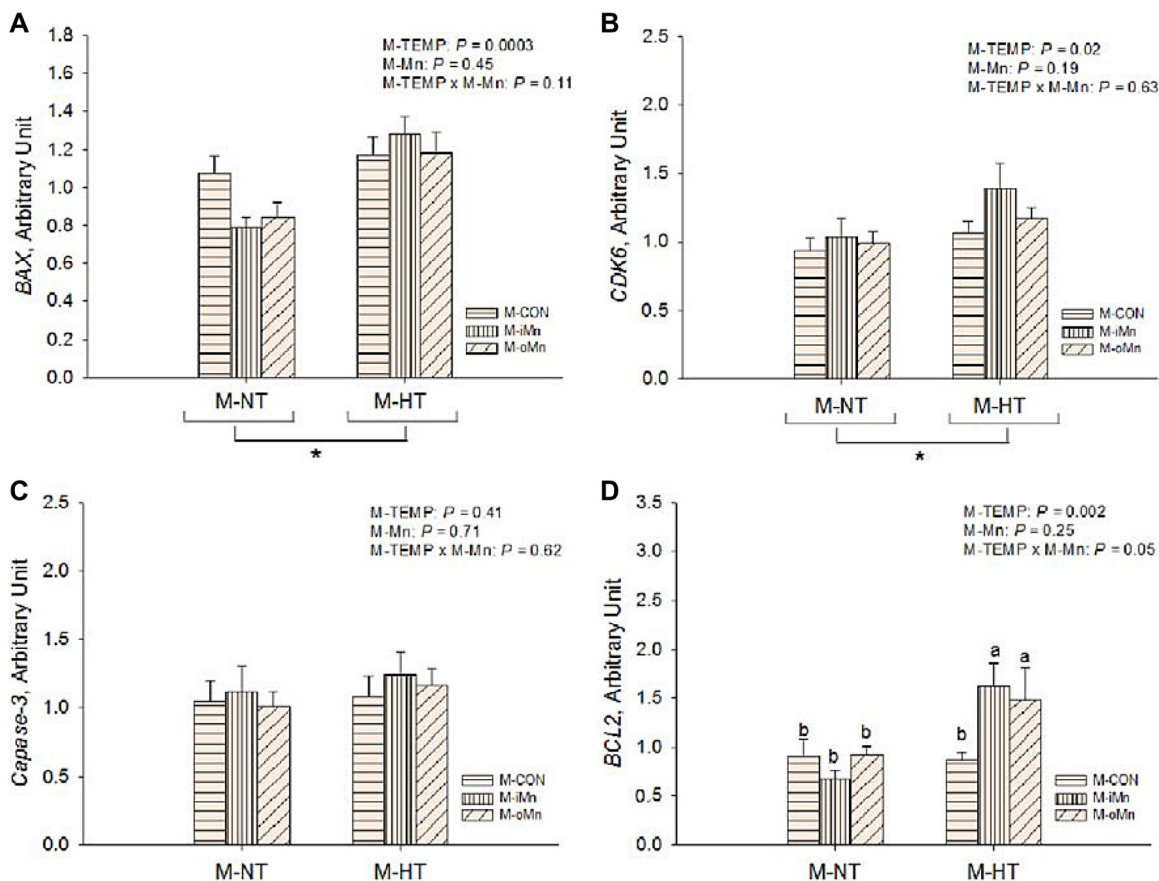 A
BAX, Arbitrary Unit
1.8
1.6
1.4
1.2
1.0
0.8
0.6
0.4
0.2
0.0
M-TEMP: P = 0.0003
M-Mn: P = 0.45
M-TEMP x M-Mn: P = 0.11
M-CON
M-iMn
M-oMn
M-NT
M-HT
*
B
CDK6, Arbitrary Unit
2.5
2.0
1.5
1.0
0.5
0.0
M-TEMP: P = 0.02
M-Mn: P = 0.19
M-TEMP x M-Mn: P = 0.63
M-CON
M-iMn
M-oMn
M-NT
M-HT
*
C
Capase-3, Arbitrary Unit
2.5
2.0
1.5
1.0
0.5
0.0
M-TEMP: P = 0.41
M-Mn: P = 0.71
M-TEMP x M-Mn: P = 0.62
M-CON
M-iMn
M-oMn
M-NT
M-HT
D
BCL2, Arbitrary Unit
3.5
3.0
2.5
2.0
1.5
1.0
0.5
0.0
M-TEMP: P = 0.002
M-Mn: P = 0.25
M-TEMP x M-Mn: P = 0.05
b
b
b
b
a
a
M-CON
M-iMn
M-oMn
M-NT
M-HT